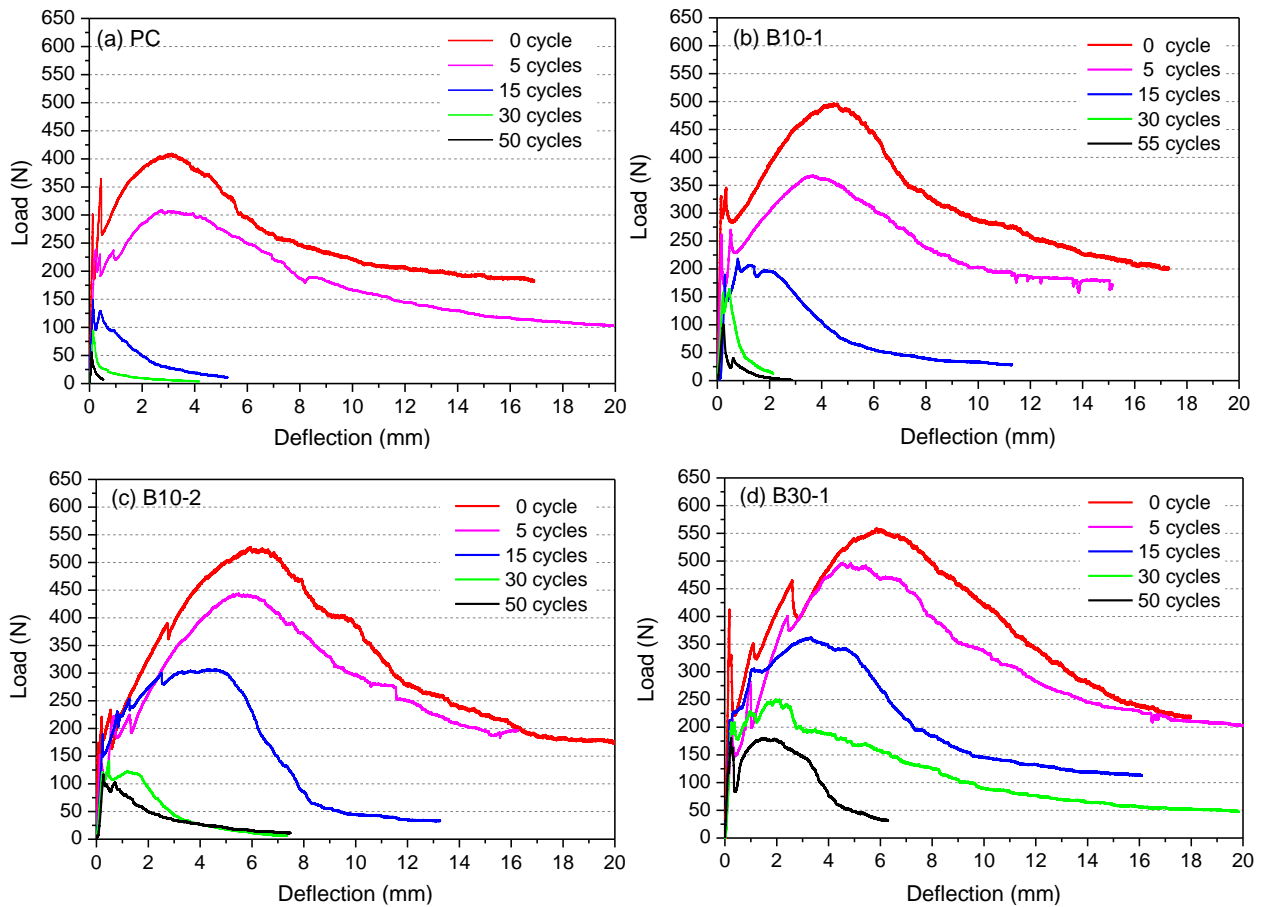 (a) PC
0 cycle
5 cycles
15 cycles
30 cycles
50 cycles
650
600
550
500
450
400
350
300
250
200
150
100
50
0
Load (N)
0 2 4 6 8 10 12 14 16 18 20
Deflection (mm)
(b) B10-1
0 cycle
5 cycles
15 cycles
30 cycles
55 cycles
650
600
550
500
450
400
350
300
250
200
150
100
50
0
Load (N)
0 2 4 6 8 10 12 14 16 18 20
Deflection (mm)
(c) B10-2
0 cycle
5 cycles
15 cycles
30 cycles
50 cycles
650
600
550
500
450
400
350
300
250
200
150
100
50
0
Load (N)
0 2 4 6 8 10 12 14 16 18 20
Deflection (mm)
(d) B30-1
0 cycle
5 cycles
15 cycles
30 cycles
50 cycles
650
600
550
500
450
400
350
300
250
200
150
100
50
0
Load (N)
0 2 4 6 8 10 12 14 16 18 20
Deflection (mm)